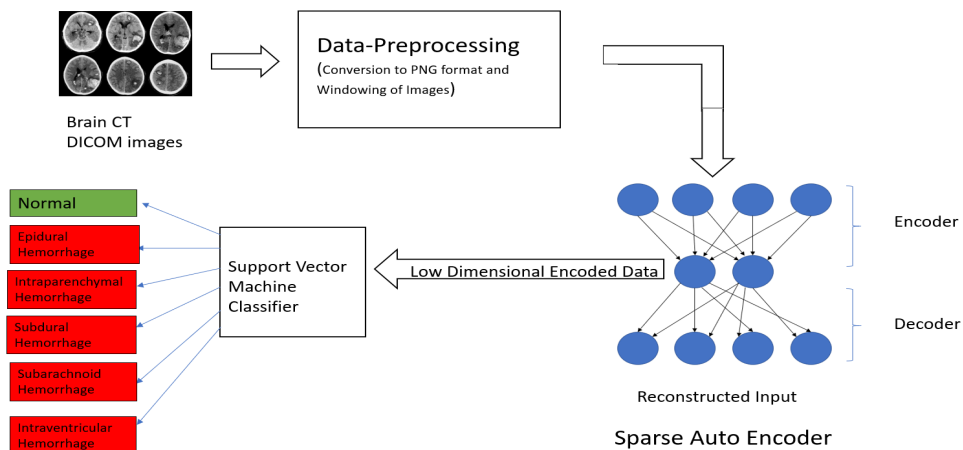 Brain CT
DICOM images
Data-Preprocessing
(Conversion to PNG format and
Windowing of Images)
Encoder
Decoder
Reconstructed Input
Sparse Auto Encoder
Low Dimensional Encoded Data
Support Vector
Machine
Classifier
Normal
Epidural
Hemorrhage
Intraparenchymal
Hemorrhage
Subdural
Hemorrhage
Subarachnoid
Hemorrhage
Intraventricular
Hemorrhage